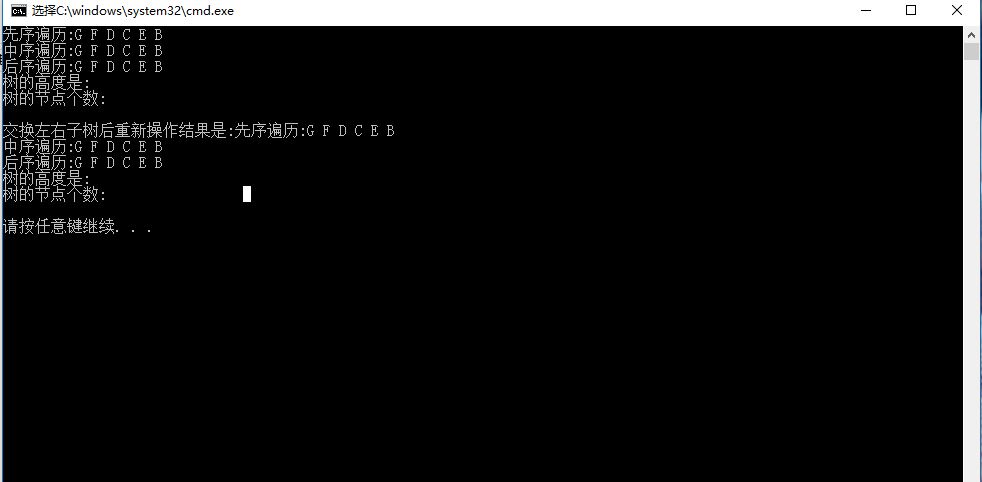 选择C:\windows\system32\cmd.exe
先序遍历:G F D C E B
中序遍历:G F D C E B
后序遍历:G F D C E B
树的高度是:
树的节点个数:
交换左右子树后重新操作结果是:先序遍历:G F D C E B
中序遍历:G F D C E B
后序遍历:G F D C E B
树的高度是:
树的节点个数:
请按任意键继续. . .